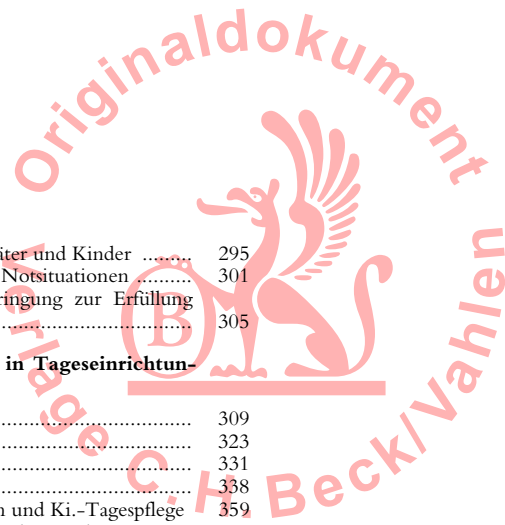 Originaldokument
äter und Kinder ......... 295
Notsituationen .......... 301
ringung zur Erfüllung
................................. 305
in Tageseinrichtun-
................................. 309
................................. 323
................................. 331
................................. 338
n und Ki.-Tagespflege 359
Verlage C.H.Beck/Vahlen
B